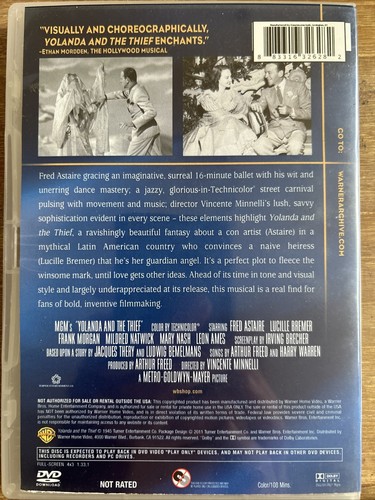 "VISUALLY AND CHOREOGRAPHICALLY,
YOLANDA AND THE THIEF ENCHANTS."
-ETHAN MORDDEN, THE HOLLYWOOD MUSICAL
8 83316 32628 2
GO TO:
WARNERARCHIVE.COM
Fred Astaire gracing an imaginative, surreal 16-minute ballet with his wit and
unerring dance mastery; a jazzy, glorious-in-Technicolor street carnival
pulsing with movement and music; director Vincente Minnelli's lush, savvy
sophistication evident in every scene – these elements highlight Yolanda and
the Thief, a ravishingly beautiful fantasy about a con artist (Astaire) in a
mythical Latin American country who convinces a naive heiress
(Lucille Bremer) that he's her guardian angel. It's a perfect plot to fleece the
winsome mark, until love gets other ideas. Ahead of its time in tone and visual
style and largely underappreciated at its release, this musical is a real find for
fans of bold, inventive filmmaking.
MGM's "YOLANDA AND THE THIEF" COLOR BY TECHNICOLOR STARRING FRED ASTAIRE LUCILLE BREMER
FRANK MORGAN MILDRED NATWICK MARY NASH LEON AMES SCREENPLAY BY IRVING BRECHER
BASED UPON A STORY BY JACQUES THERY AND LUDWIG BEMELMANS SONGS BY ARTHUR FREED AND HARRY WARREN
PRODUCED BY ARTHUR FREED DIRECTED BY VINCENTE MINNELLI
A METRO-GOLDWYN-MAYER PICTURE
wbshop.com
NOT AUTHORIZED FOR SALE OR RENTAL OUTSIDE THE USA:
THIS DISC IS EXPECTED TO PLAY BACK IN DVD VIDEO "PLAY ONLY" DEVICES, AND MAY NOT PLAY BACK IN OTHER DVD DEVICES,
INCLUDING RECORDERS AND PC DRIVES.
FULL-SCREEN 4x3 1.33:1
DVD
DOWNLOAD
NOT RATED
Color/100 Mins.
DOLBY
DIGITAL